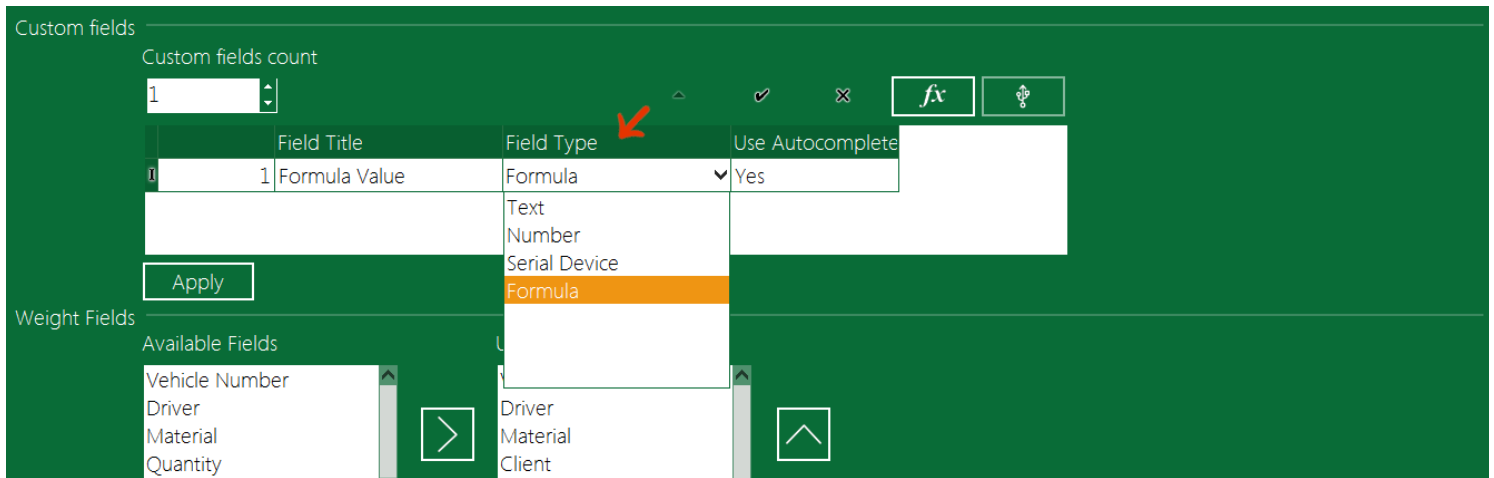 Custom fields
Custom fields count
1
fx
Field Title Field Type Use Autocomplete
1 Formula Value Formula Yes
Text
Number
Serial Device
Formula
Apply
Weight Fields
Available Fields
Vehicle Number
Driver
Material
Quantity
Driver
Material
Client